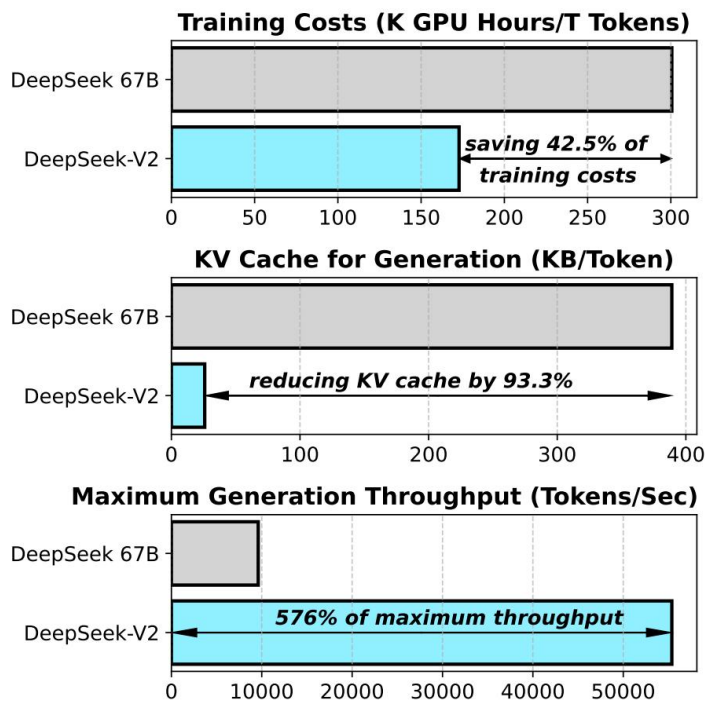 Training Costs (K GPU Hours/T Tokens)
DeepSeek 67B
DeepSeek-V2
saving 42.5% of
training costs
0 50 100 150 200 250 300
KV Cache for Generation (KB/Token)
DeepSeek 67B
DeepSeek-V2
reducing KV cache by 93.3%
0 100 200 300 400
Maximum Generation Throughput (Tokens/Sec)
DeepSeek 67B
DeepSeek-V2
576% of maximum throughput
0 10000 20000 30000 40000 50000